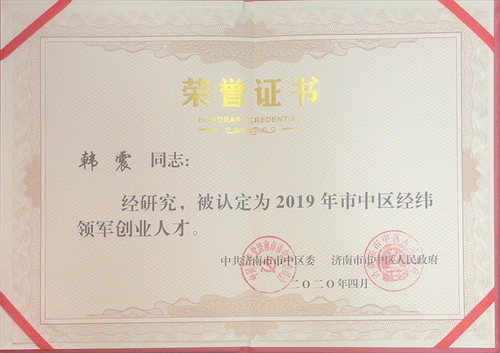 荣誉证书
HONORARY CREDENTIAL
韩震 同志：
经研究，被认定为2019年市中区经纬
领军创业人才。
中共济南市市中区委 济南市市中区人民政府
二〇二〇年四月